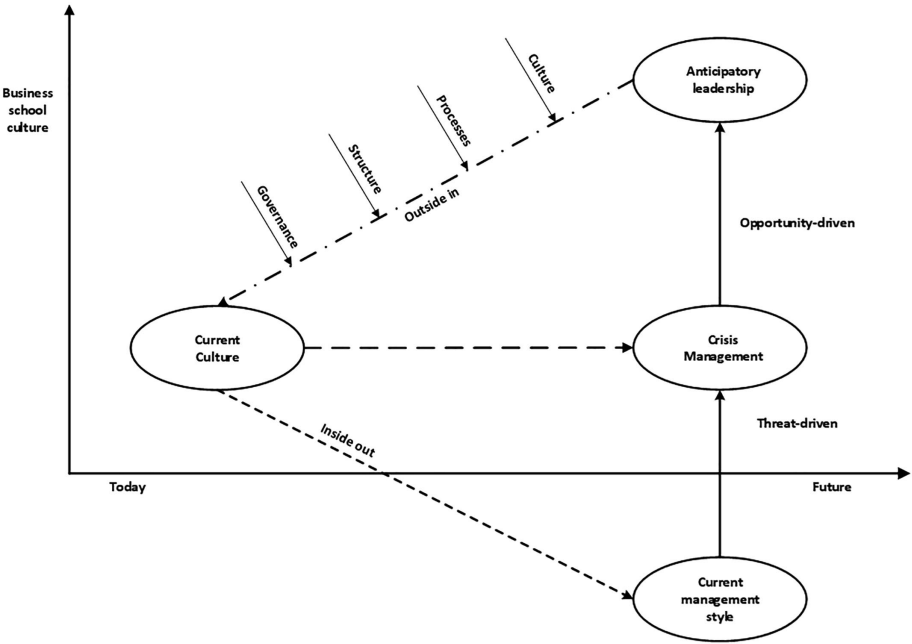 Business
school
culture
Culture
Processes
Structure
Governance
Outside in
Anticipatory
leadership
Opportunity-driven
Current
Culture
Crisis
Management
Threat-driven
Inside out
Today
Future
Current
management
style